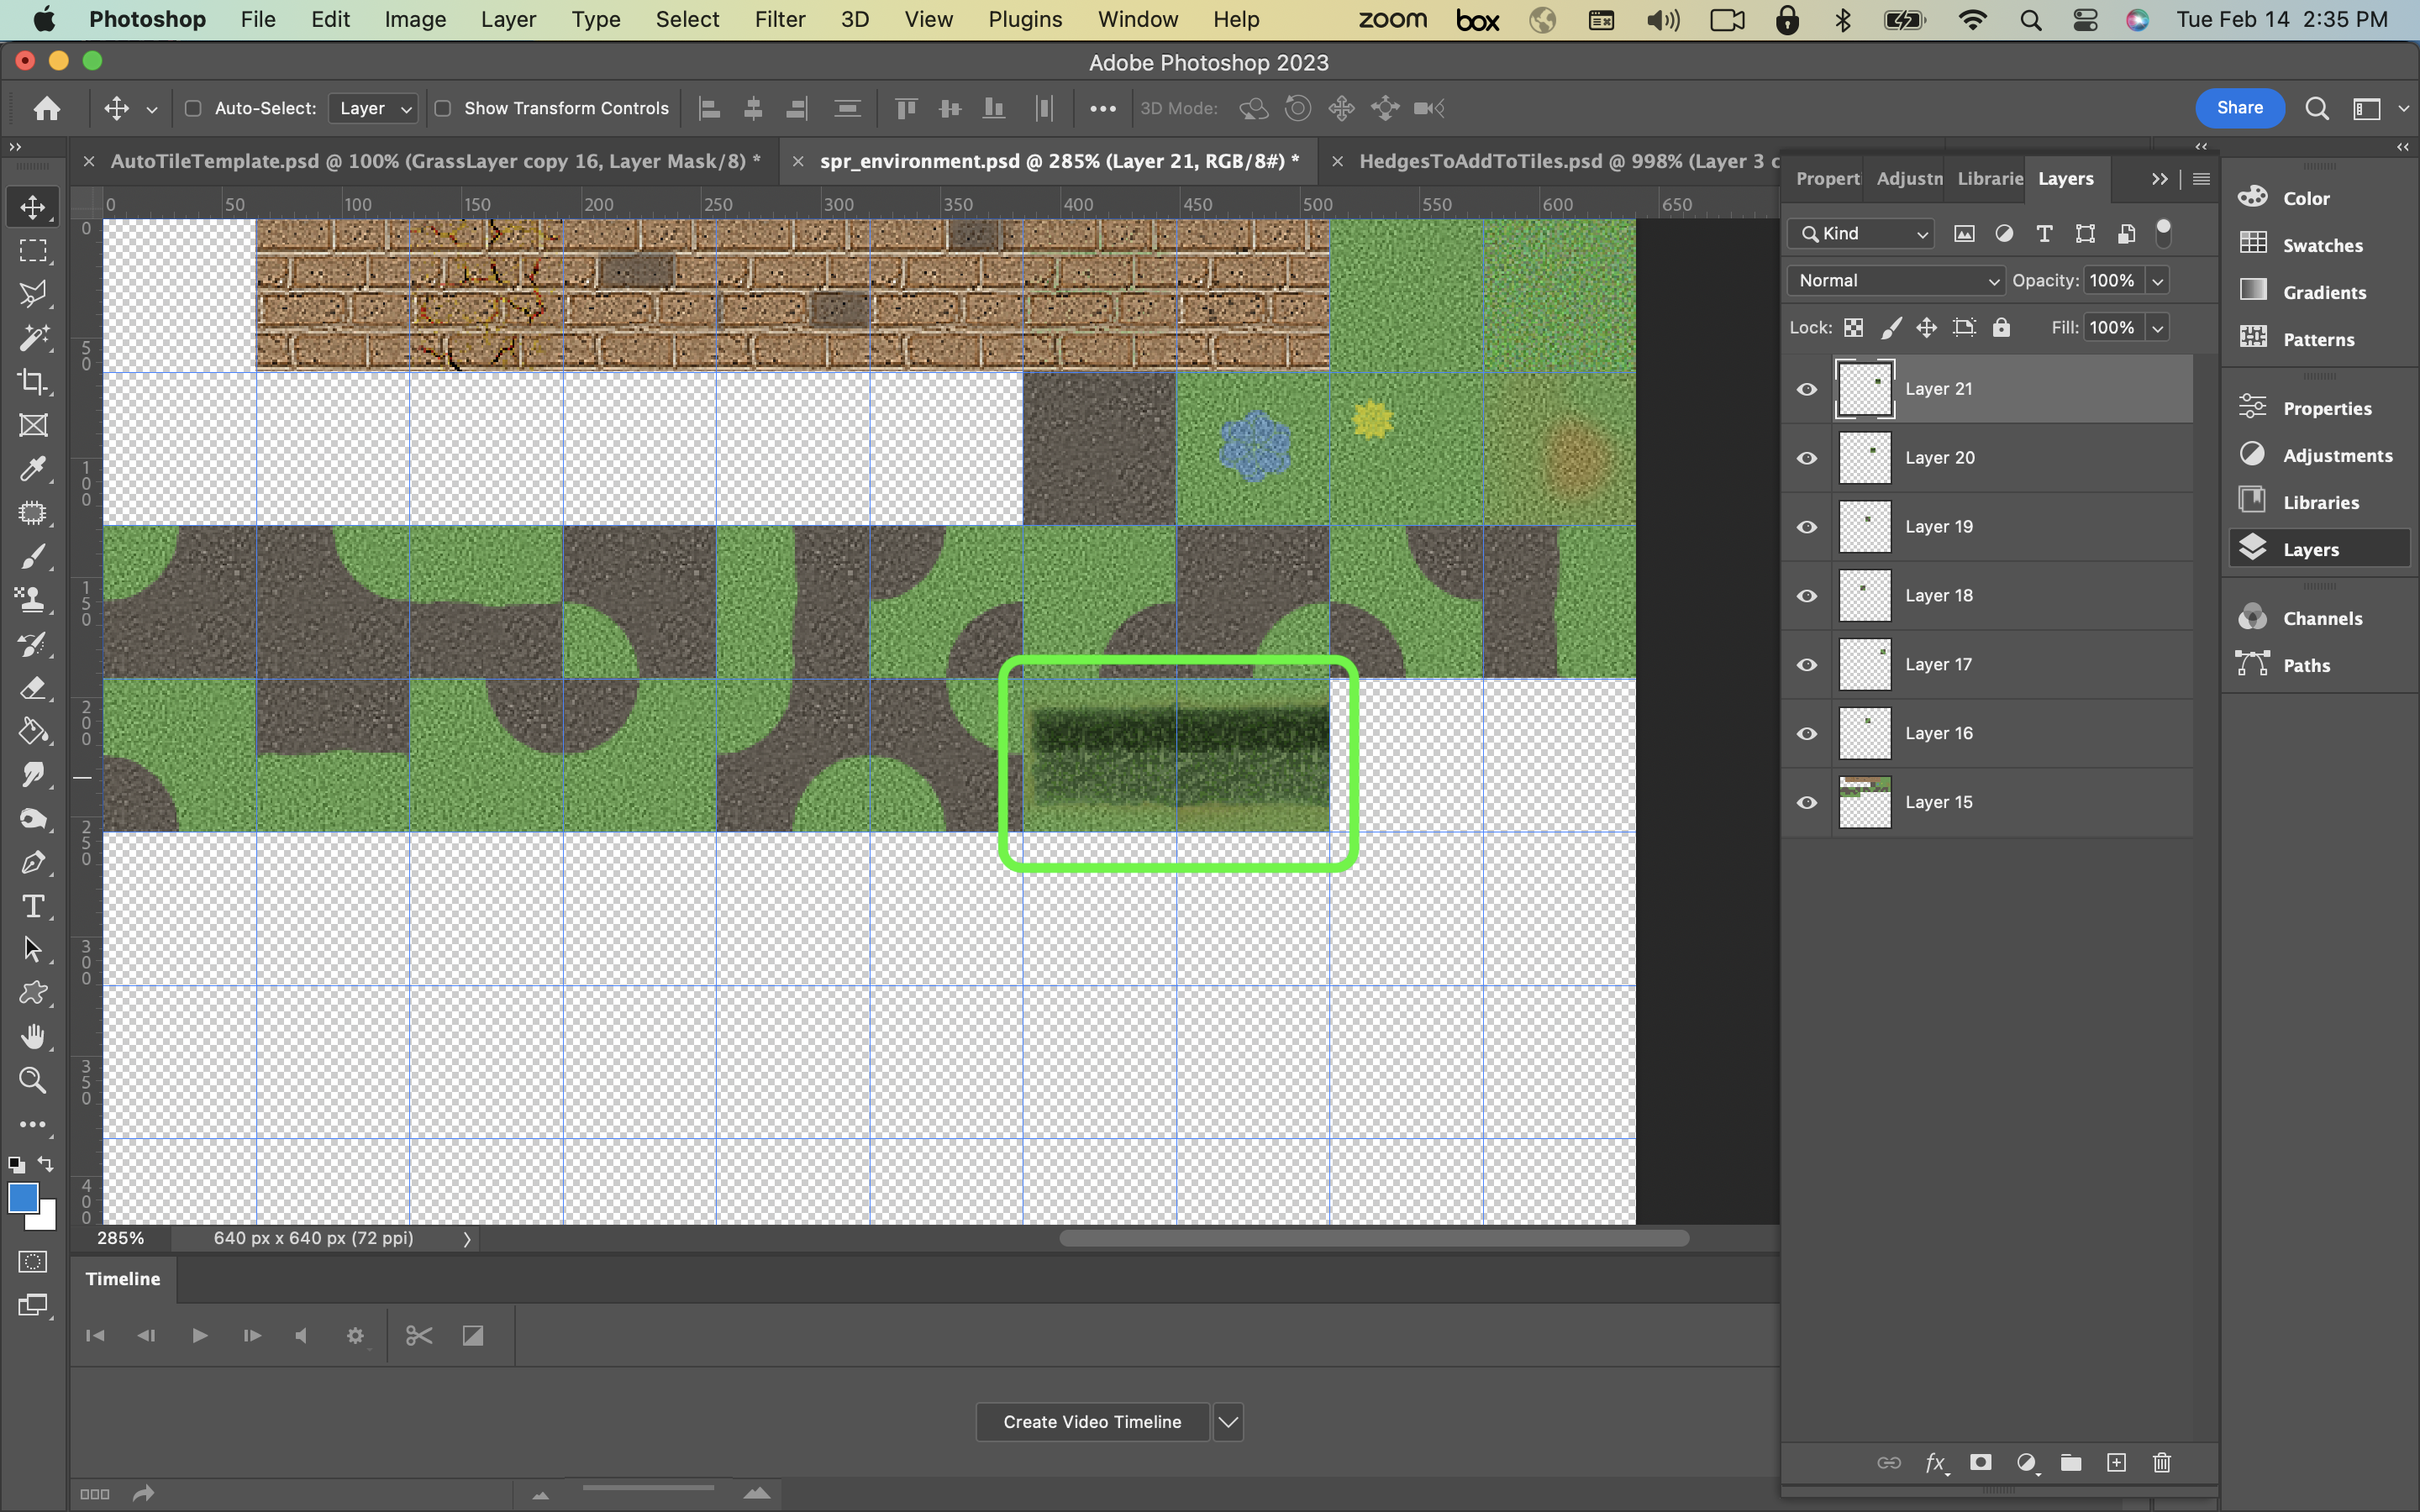 Photoshop File Edit Image Layer Type Select Filter 3D View Plugins Window Help zoom box Tue Feb 14 2:35 PM
Adobe Photoshop 2023
Auto-Select: Layer Show Transform Controls 3D Mode: Share
AutoTileTemplate.psd @ 100% (GrassLayer copy 16, Layer Mask/8) *
spr_environment.psd @ 285% (Layer 21, RGB/8#) *
HedgesToAddToTiles.psd @ 998% (Layer 3 c
0 50 100 150 200 250 300 350 400 450 500 550 600 650
0
50
100
150
200
250
300
350
400
Propert Adjustn Librarie Layers
Kind
Normal Opacity: 100%
Lock: Fill: 100%
Layer 21
Layer 20
Layer 19
Layer 18
Layer 17
Layer 16
Layer 15
Color
Swatches
Gradients
Patterns
Properties
Adjustments
Libraries
Layers
Channels
Paths
285% 640 px x 640 px (72 ppi)
Timeline
Create Video Timeline
fx